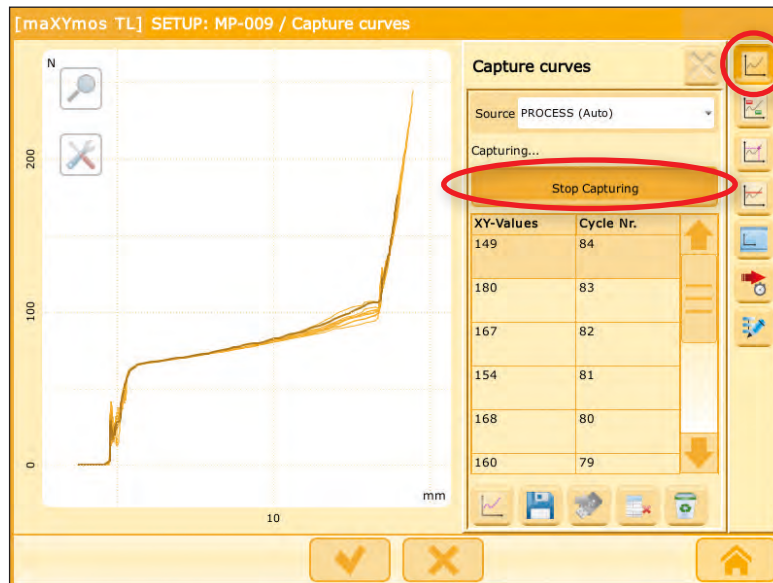 [maXYmos TL] SETUP: MP-009 / Capture curves
N
200
100
0
10
mm
Capture curves
Source PROCESS (Auto)
Capturing...
Stop Capturing
XY-Values Cycle Nr.
149 84
180 83
167 82
154 81
168 80
160 79